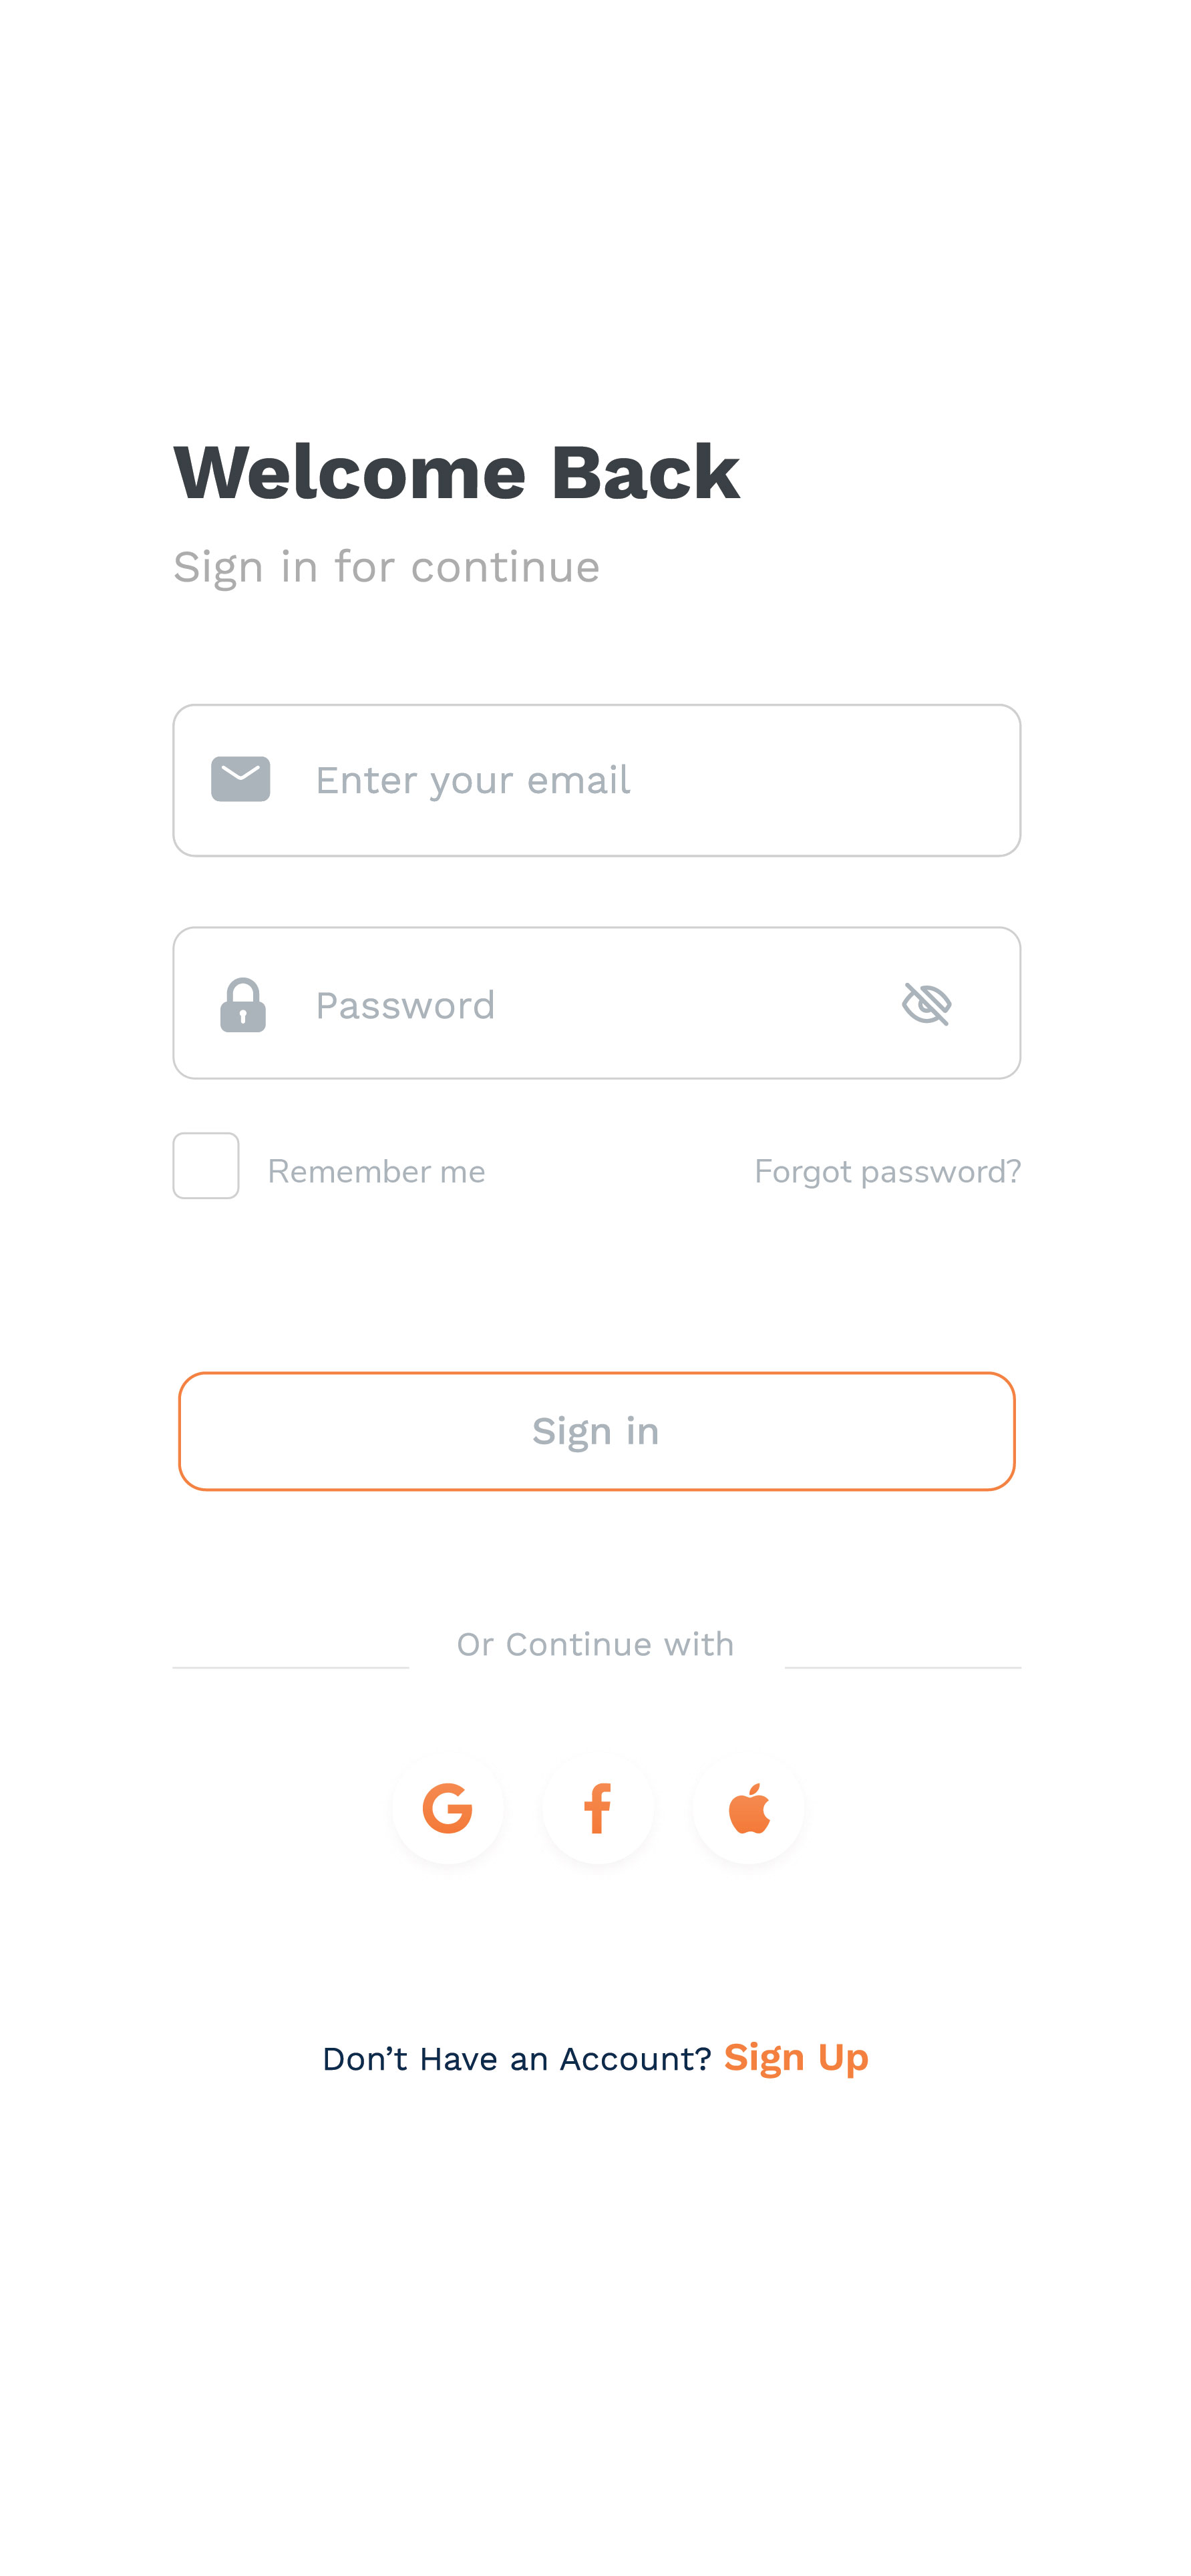 Welcome Back
Sign in for continue
Enter your email
Password
Remember me
Forgot password?
Sign in
Or Continue with
Don’t Have an Account? Sign Up